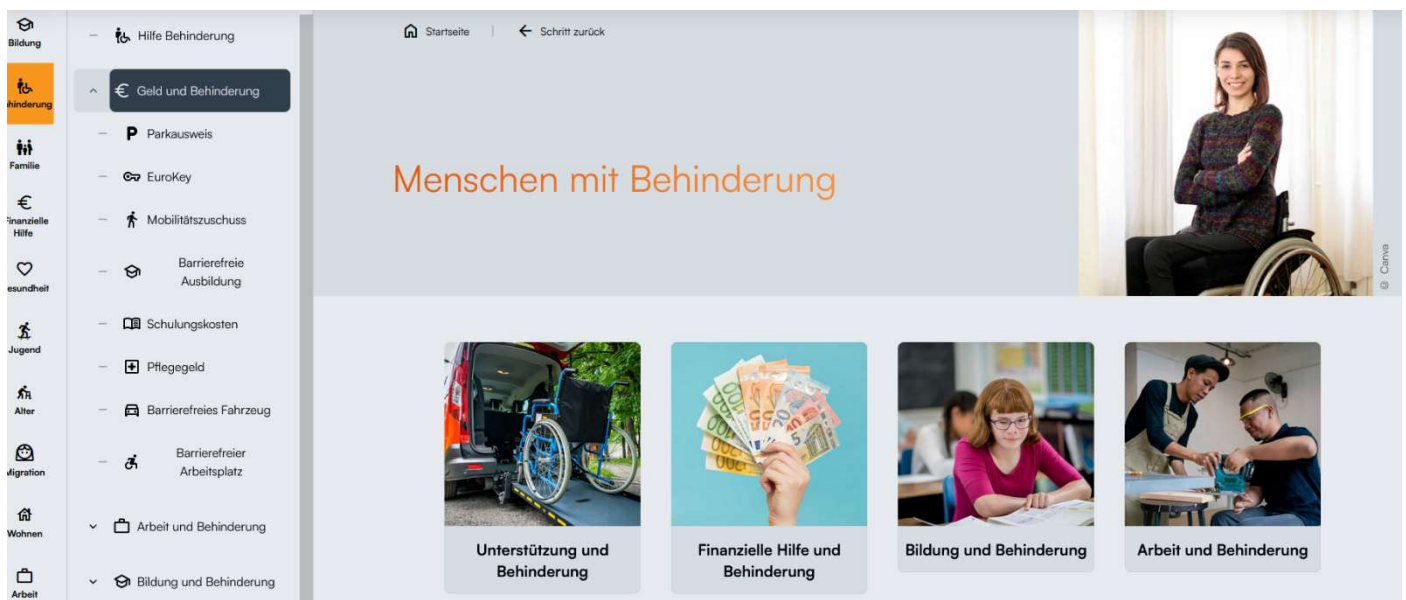 Bildung
hinderung
Familie
Finanzielle
Hilfe
esundheit
Jugend
Alter
Migration
Wohnen
Arbeit
Hilfe Behinderung
€ Geld und Behinderung
P Parkausweis
EuroKey
Mobilitätszuschuss
Barrierefreie
Ausbildung
Schulungskosten
Pflegegeld
Barrierefreies Fahrzeug
Barrierefreier
Arbeitsplatz
Arbeit und Behinderung
Bildung und Behinderung
Startseite | Schritt zurück
Menschen mit Behinderung
© Canva
Unterstützung und
Behinderung
Finanzielle Hilfe und
Behinderung
Bildung und Behinderung
Arbeit und Behinderung